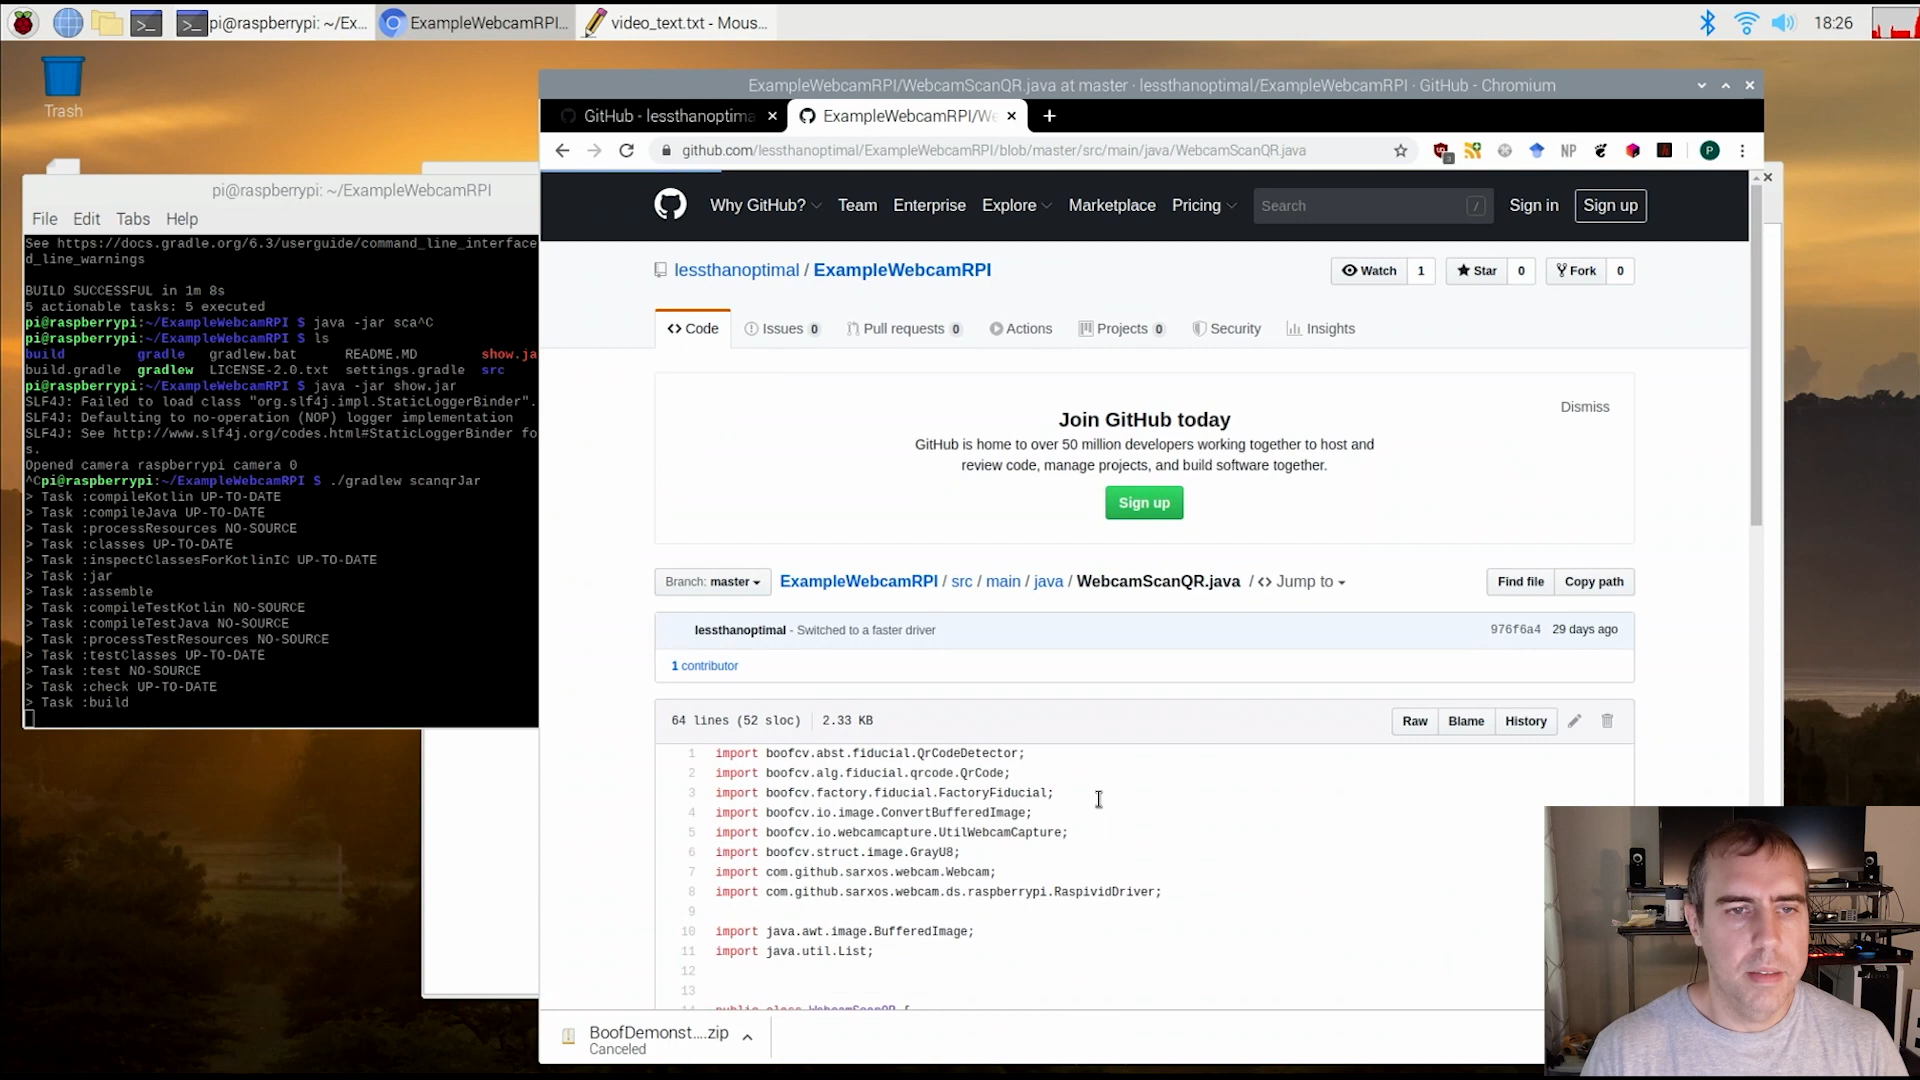 pi@raspberrypi: ~/Ex...
ExampleWebcamRPI...
video_text.txt - Mous...
18:26
Trash
pi@raspberrypi: ~/ExampleWebcamRPI
File Edit Tabs Help
See https://docs.gradle.org/6.3/userguide/command_line_interface
d_line_warnings
BUILD SUCCESSFUL in 1m 8s
5 actionable tasks: 5 executed
pi@raspberrypi:~/ExampleWebcamRPI $ java -jar sca^C
pi@raspberrypi:~/ExampleWebcamRPI $ ls
build gradle gradlew.bat README.MD show.ja
build.gradle gradlew LICENSE-2.0.txt settings.gradle src
pi@raspberrypi:~/ExampleWebcamRPI $ java -jar show.jar
SLF4J: Failed to load class "org.slf4j.impl.StaticLoggerBinder".
SLF4J: Defaulting to no-operation (NOP) logger implementation
SLF4J: See http://www.slf4j.org/codes.html#StaticLoggerBinder fo
s.
Opened camera raspberrypi camera 0
^Cpi@raspberrypi:~/ExampleWebcamRPI $ ./gradlew scanqrJar
> Task :compileKotlin UP-TO-DATE
> Task :compileJava UP-TO-DATE
> Task :processResources NO-SOURCE
> Task :classes UP-TO-DATE
> Task :inspectClassesForKotlinIC UP-TO-DATE
> Task :jar
> Task :assemble
> Task :compileTestKotlin NO-SOURCE
> Task :compileTestJava NO-SOURCE
> Task :processTestResources NO-SOURCE
> Task :testClasses UP-TO-DATE
> Task :test NO-SOURCE
> Task :check UP-TO-DATE
> Task :build
ExampleWebcamRPI/WebcamScanQR.java at master · lessthanoptimal/ExampleWebcamRPI · GitHub - Chromium
GitHub - lessthanoptima
ExampleWebcamRPI/We
github.com/lessthanoptimal/ExampleWebcamRPI/blob/master/src/main/java/WebcamScanQR.java
3
NP
P
Why GitHub? Team Enterprise Explore Marketplace Pricing
Search /
Sign in Sign up
lessthanoptimal / ExampleWebcamRPI
Watch 1 Star 0 Fork 0
Code Issues 0 Pull requests 0 Actions Projects 0 Security Insights
Dismiss
Join GitHub today
GitHub is home to over 50 million developers working together to host and
review code, manage projects, and build software together.
Sign up
Branch: master ExampleWebcamRPI / src / main / java / WebcamScanQR.java / <> Jump to
Find file Copy path
lessthanoptimal - Switched to a faster driver
976f6a4 29 days ago
1 contributor
64 lines (52 sloc) 2.33 KB
Raw Blame History
1 import boofcv.abst.fiducial.QrCodeDetector;
2 import boofcv.alg.fiducial.qrcode.QrCode;
3 import boofcv.factory.fiducial.FactoryFiducial;
4 import boofcv.io.image.ConvertBufferedImage;
5 import boofcv.io.webcamcapture.UtilWebcamCapture;
6 import boofcv.struct.image.GrayU8;
7 import com.github.sarxos.webcam.Webcam;
8 import com.github.sarxos.webcam.ds.raspberrypi.RaspividDriver;
9
10 import java.awt.image.BufferedImage;
11 import java.util.List;
12
13
14 public class WebcamScanQR {
BoofDemonst....zip
Canceled